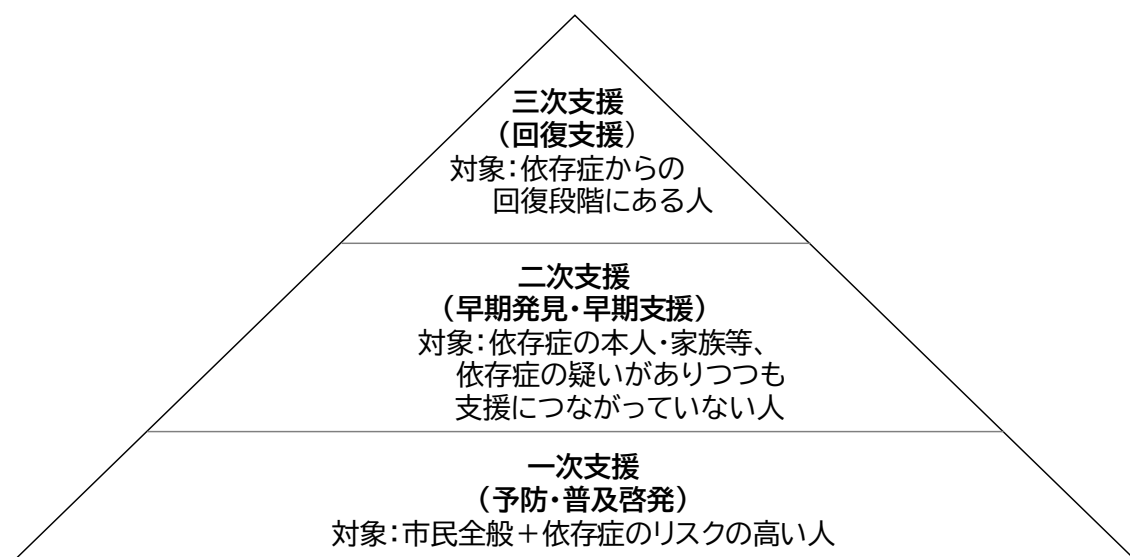 三次支援
(回復支援)
対象:依存症からの
回復段階にある人
二次支援
(早期発見・早期支援)
対象:依存症の本人・家族等、
依存症の疑いがありつつも
支援につながっていない人
一次支援
(予防・普及啓発)
対象:市民全般+依存症のリスクの高い人